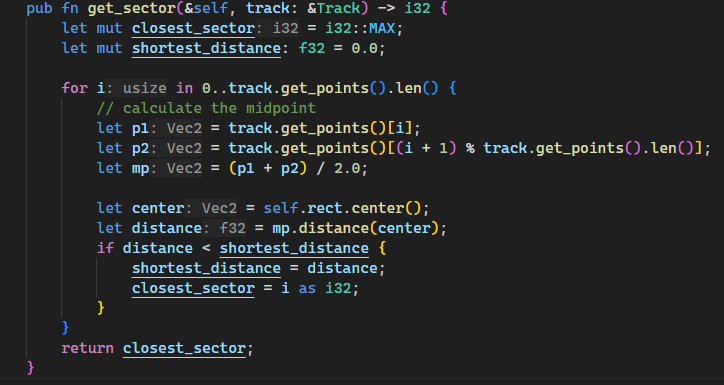 pub fn get_sector(&self, track: &Track) -> i32 {
let mut closest_sector: i32 = i32::MAX;
let mut shortest_distance: f32 = 0.0;
for i: usize in 0..track.get_points().len() {
// calculate the midpoint
let p1: Vec2 = track.get_points()[i];
let p2: Vec2 = track.get_points()[(i + 1) % track.get_points().len()];
let mp: Vec2 = (p1 + p2) / 2.0;
let center: Vec2 = self.rect.center();
let distance: f32 = mp.distance(center);
if distance < shortest_distance {
shortest_distance = distance;
closest_sector = i as i32;
}
}
return closest_sector;
}